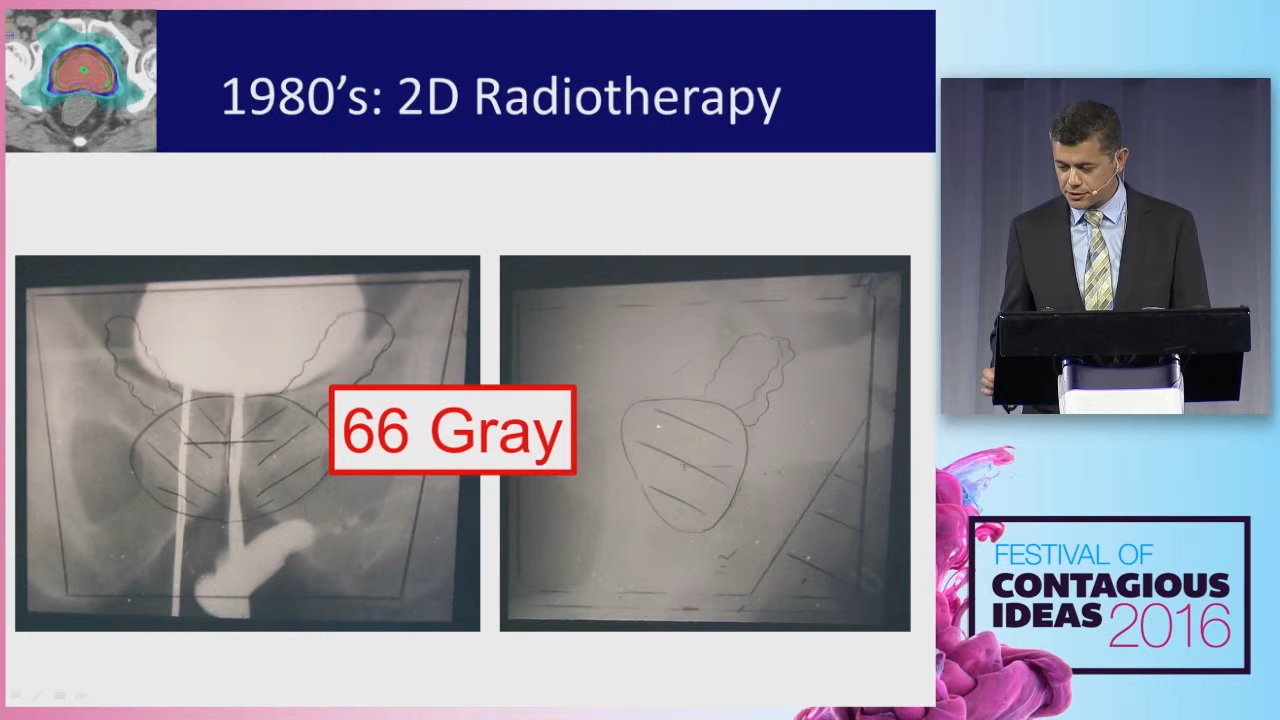 1980's: 2D Radiotherapy
66 Gray
FESTIVAL OF
CONTAGIOUS
IDEAS 2016